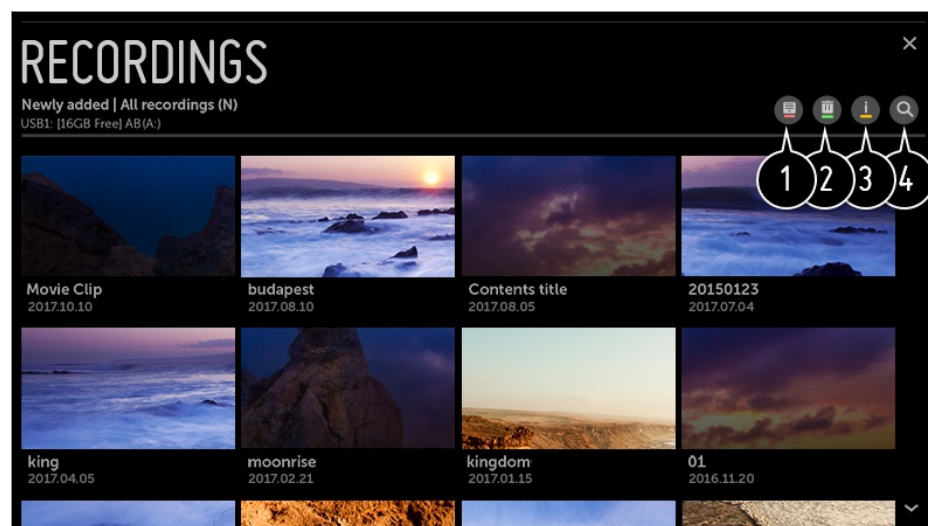 RECORDINGS
Newly added | All recordings (N)
USB1: [16GB Free] AB(A:)
1 2 3 4
Movie Clip
2017.10.10
budapest
2017.08.10
Contents title
2017.08.05
20150123
2017.07.04
king
2017.04.05
moonrise
2017.02.21
kingdom
2017.01.15
01
2016.11.20